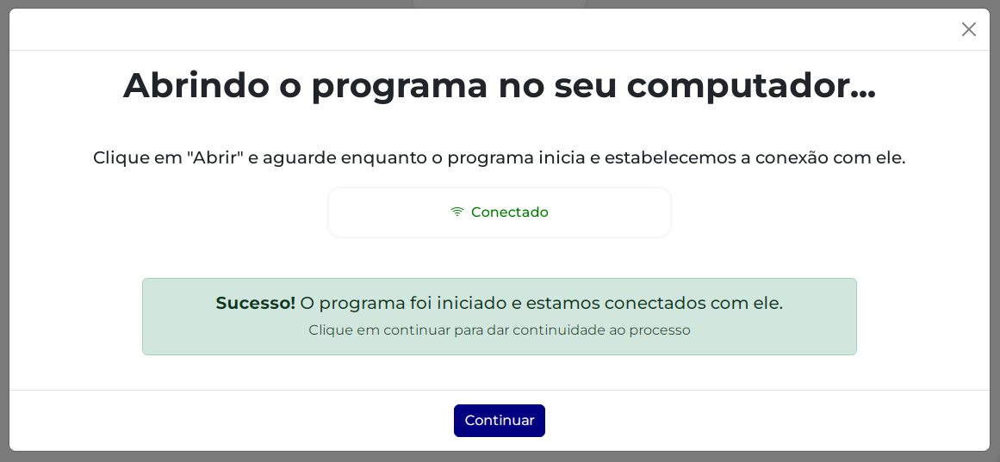 Abrindo o programa no seu computador...
Clique em "Abrir" e aguarde enquanto o programa inicia e estabelecemos a conexão com ele.
Conectado
Sucesso! O programa foi iniciado e estamos conectados com ele.
Clique em continuar para dar continuidade ao processo
Continuar